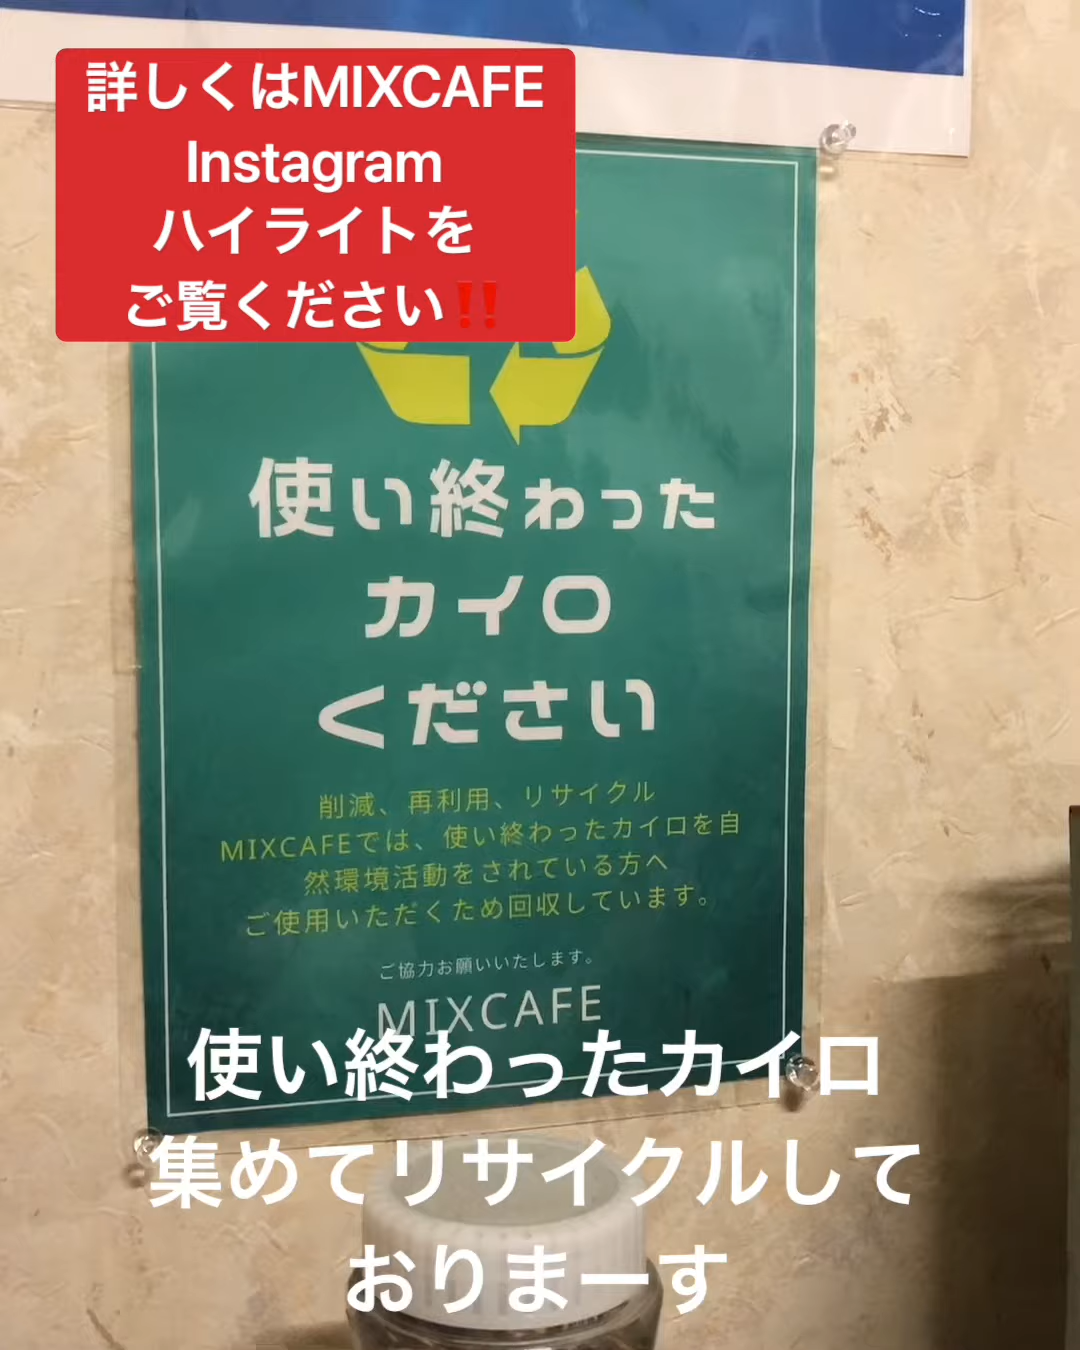 詳しくはMIXCAFE
Instagram
ハイライトを
ご覧ください‼️
使い終わった
カイロ
ください
削減、再利用、リサイクル
MIXCAFEでは、使い終わったカイロを自
然環境活動をされている方へ
ご使用いただくため回収しています。
ご協力お願いいたします。
MIXCAFE
使い終わったカイロ
集めてリサイクルして
おりまーす